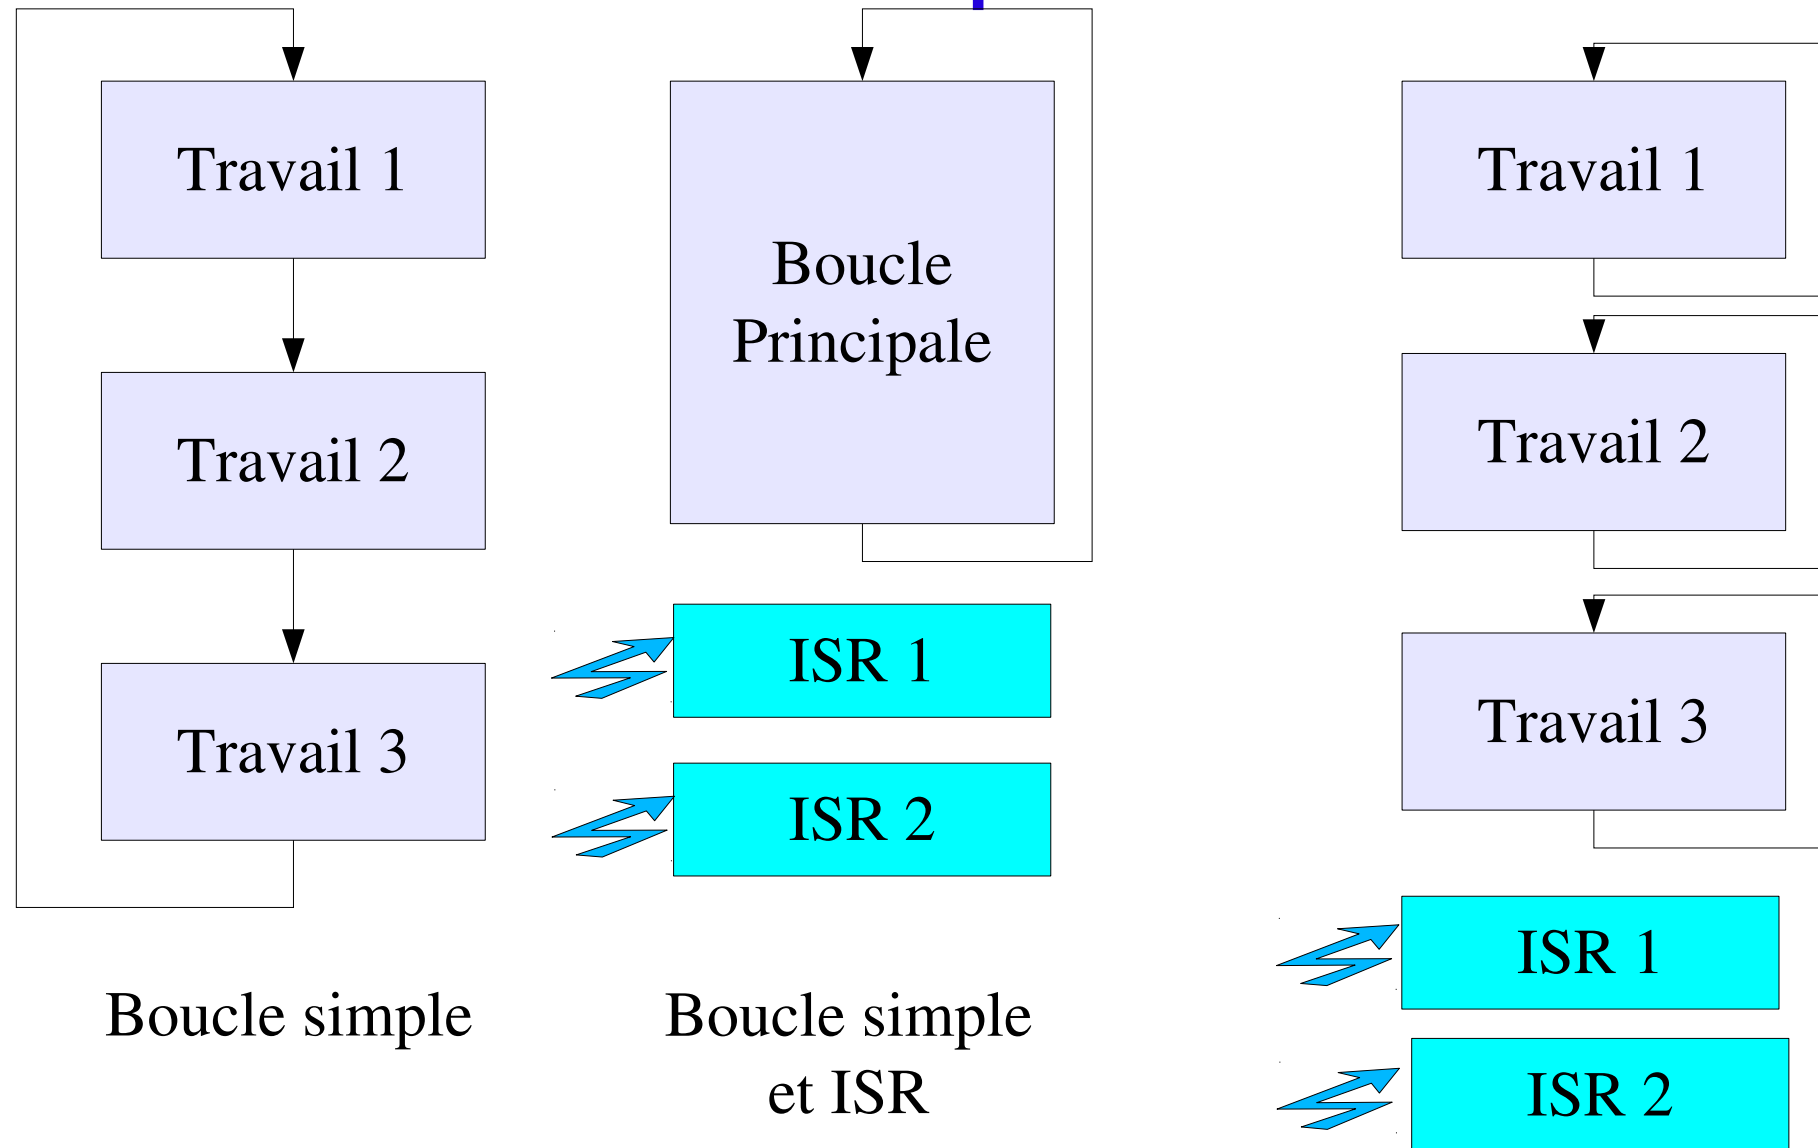 Travail 1
Travail 2
Travail 3
Boucle simple
Boucle
Principale
ISR 1
ISR 2
Boucle simple
et ISR
Travail 1
Travail 2
Travail 3
ISR 1
ISR 2